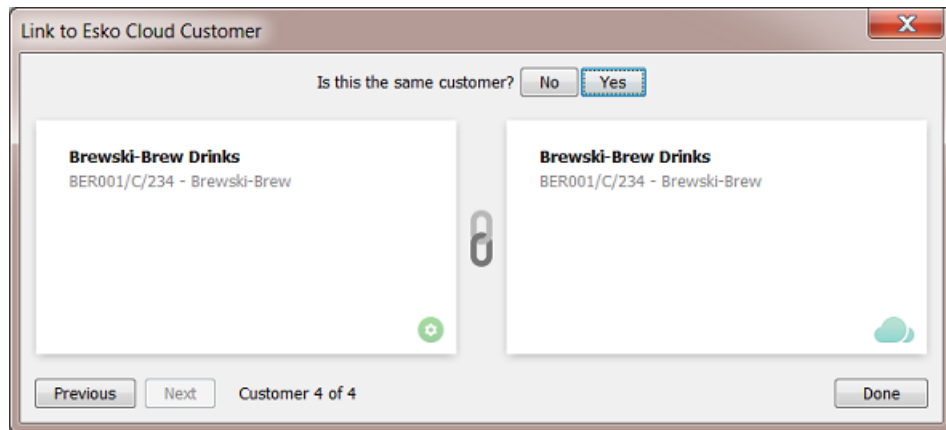 Link to Esko Cloud Customer
Is this the same customer? No Yes
Brewski-Brew Drinks
BER001/C/234 - Brewski-Brew
Brewski-Brew Drinks
BER001/C/234 - Brewski-Brew
Previous Next Customer 4 of 4 Done